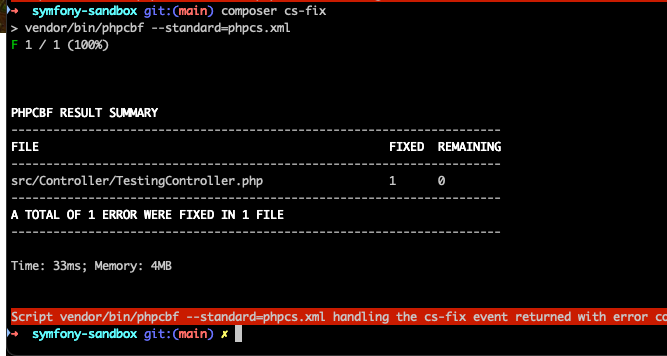 → symfony-sandbox git:(main) composer cs-fix
> vendor/bin/phpcbf --standard=phpcs.xml
F 1 / 1 (100%)
PHPCBF RESULT SUMMARY
----------------------------------------------------------------------
FILE FIXED REMAINING
----------------------------------------------------------------------
src/Controller/TestingController.php 1 0
----------------------------------------------------------------------
A TOTAL OF 1 ERROR WERE FIXED IN 1 FILE
----------------------------------------------------------------------
Time: 33ms; Memory: 4MB
Script vendor/bin/phpcbf --standard=phpcs.xml handling the cs-fix event returned with error co
→ symfony-sandbox git:(main) ✗